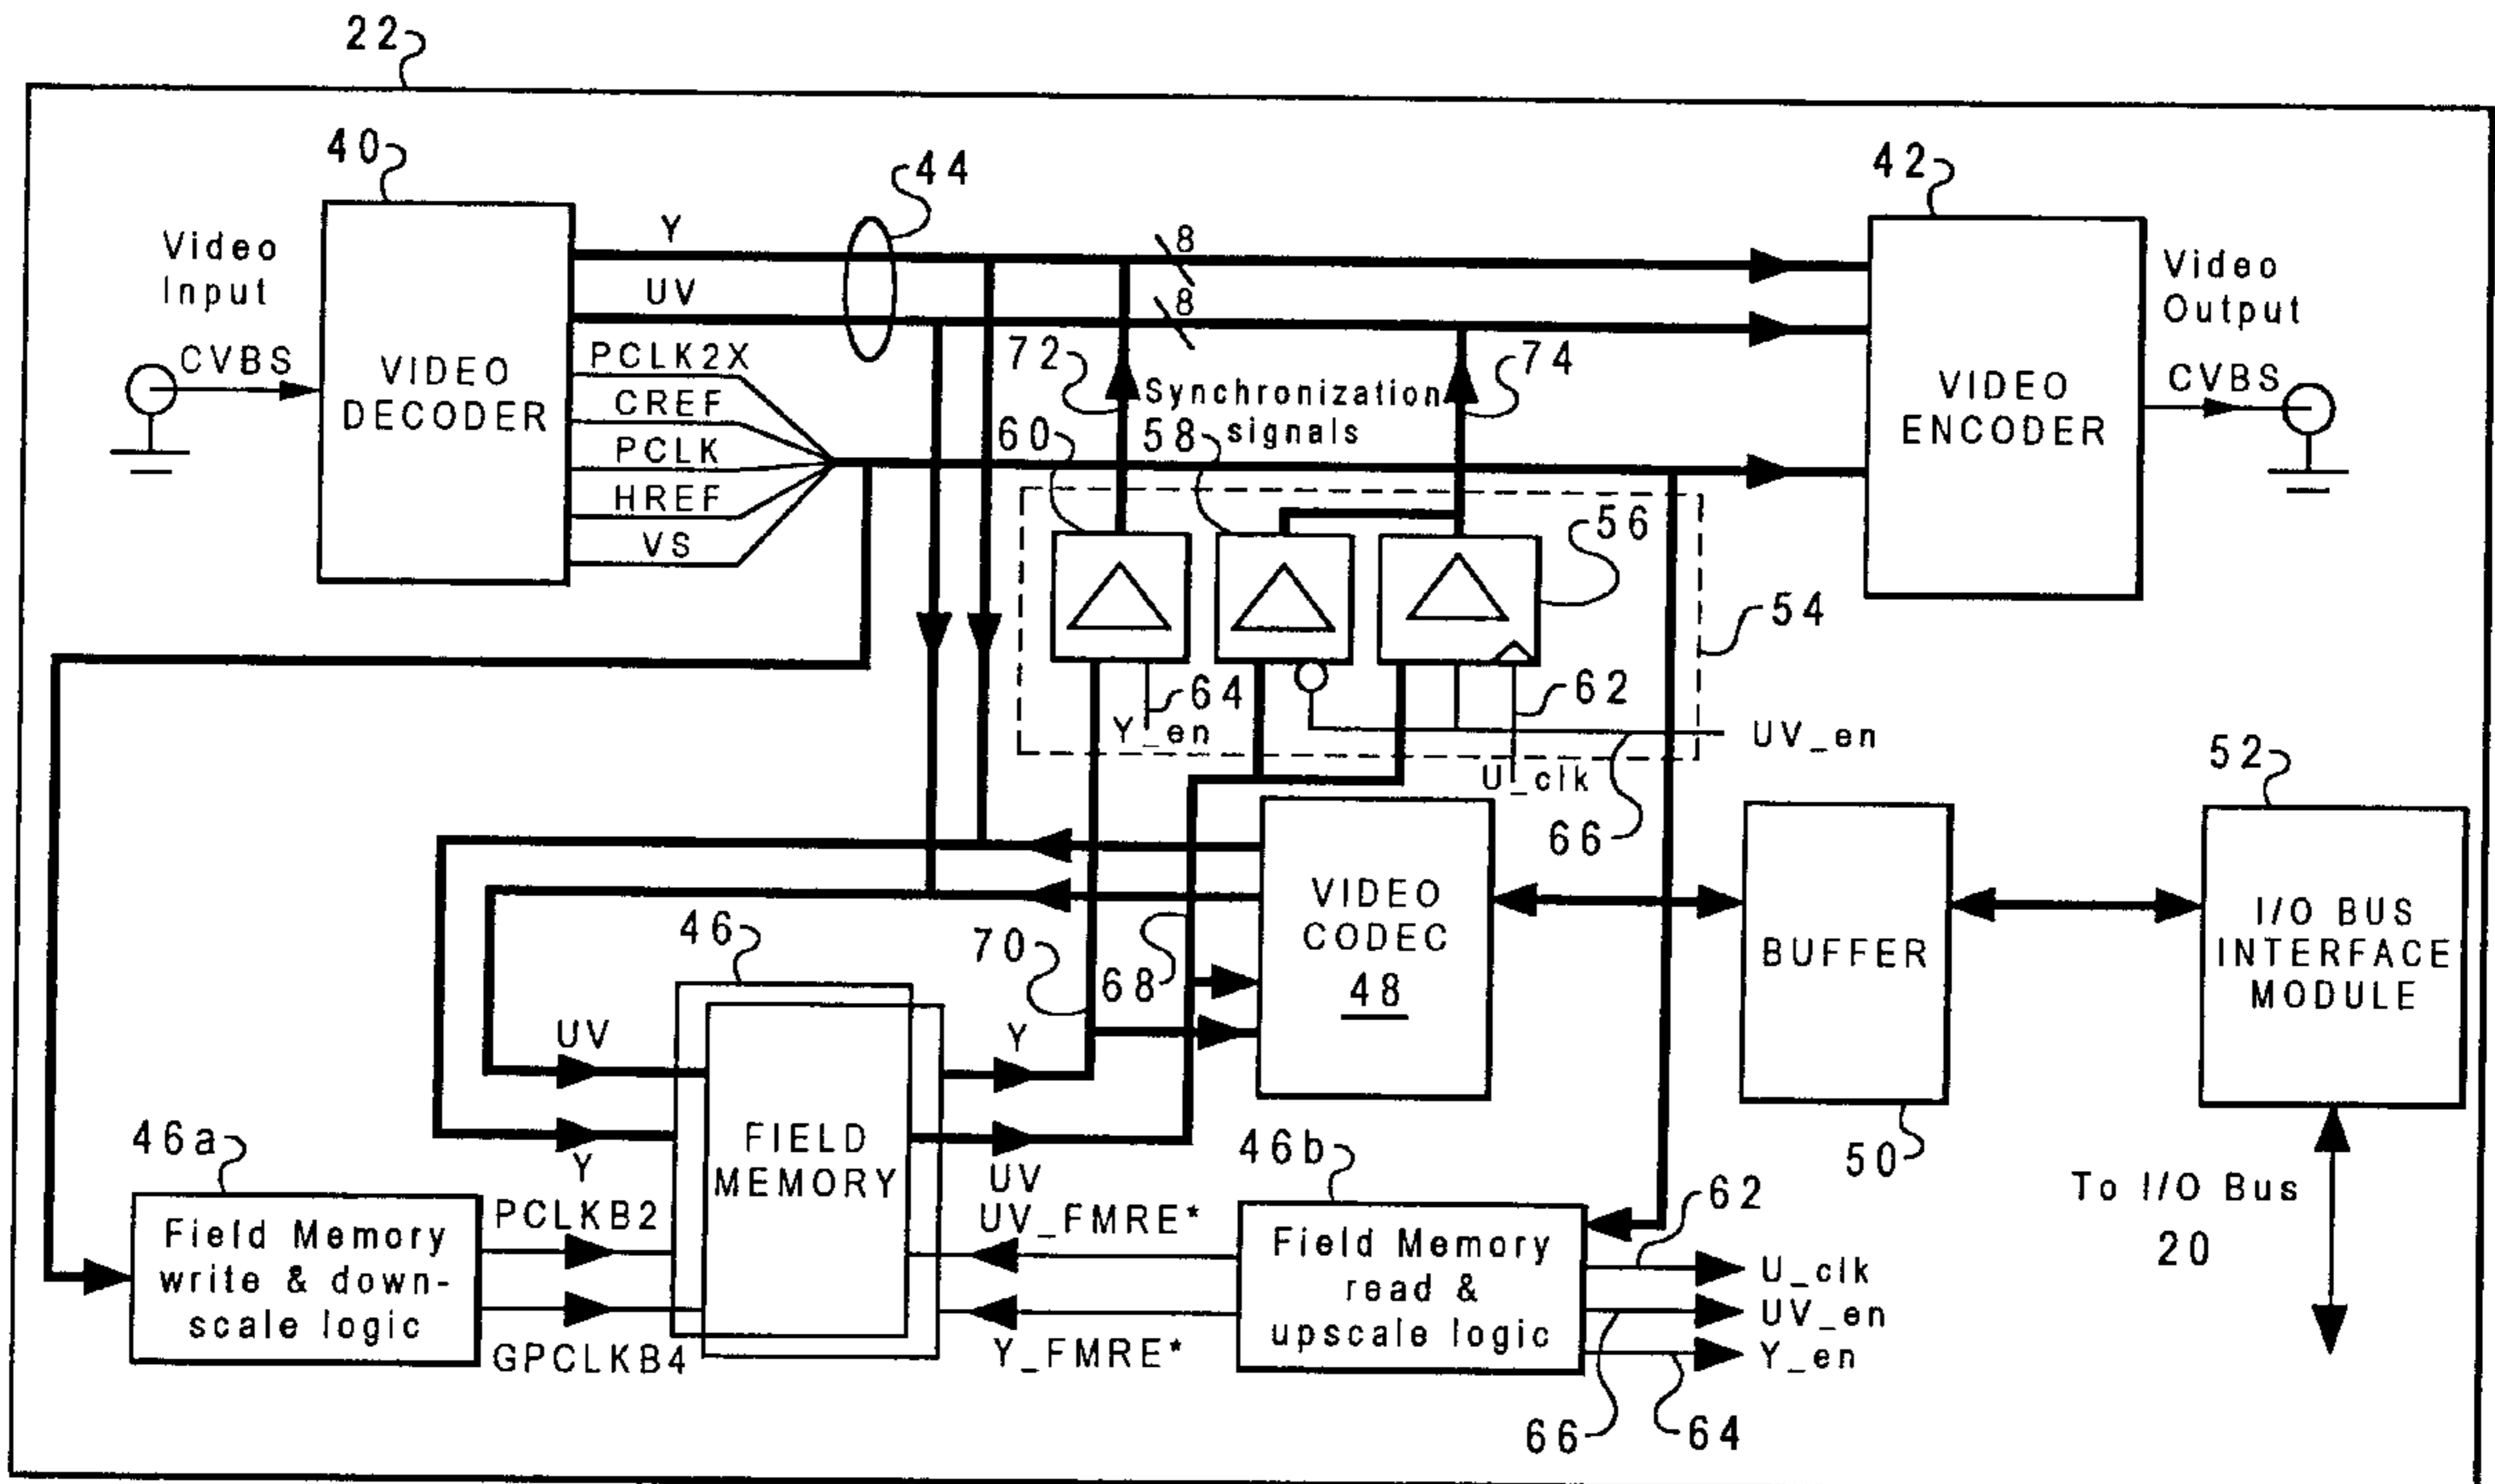 22
40
44
42
Video
Input
CVBS
VIDEO
DECODER
Y
UV
PCLK2X
CREF
PCLK
HREF
VS
8
8
72
74
Synchronization
signals
60
58
56
54
VIDEO
ENCODER
Video
Output
CVBS
64
Y_en
62
UV_en
U_clk
66
52
VIDEO
CODEC
48
BUFFER
50
I/O BUS
INTERFACE
MODULE
To I/O Bus
20
46
70
68
UV
Y
Y
UV
FIELD
MEMORY
46a
Field Memory
write & down-
scale logic
PCLKB2
GPCLKB4
UV_FMRE*
Y_FMRE*
46b
Field Memory
read &
upscale logic
62
U_clk
UV_en
Y_en
66
64